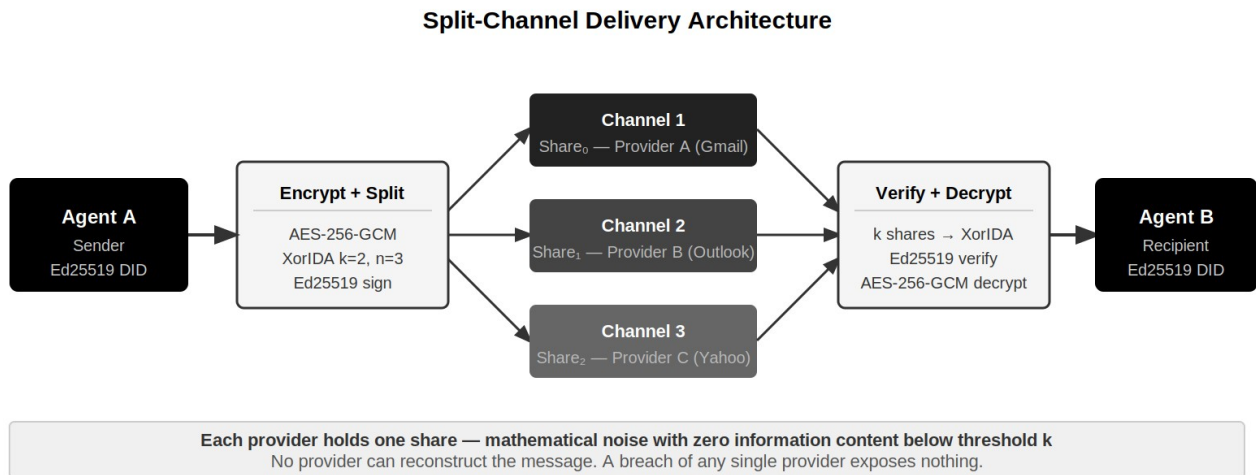 Split-Channel Delivery Architecture
Agent A
Sender
Ed25519 DID
Encrypt + Split
AES-256-GCM
XorIDA k=2, n=3
Ed25519 sign
Channel 1
Share₀ — Provider A (Gmail)
Channel 2
Share₁ — Provider B (Outlook)
Channel 3
Share₂ — Provider C (Yahoo)
Verify + Decrypt
k shares → XorIDA
Ed25519 verify
AES-256-GCM decrypt
Agent B
Recipient
Ed25519 DID
Each provider holds one share — mathematical noise with zero information content below threshold k
No provider can reconstruct the message. A breach of any single provider exposes nothing.